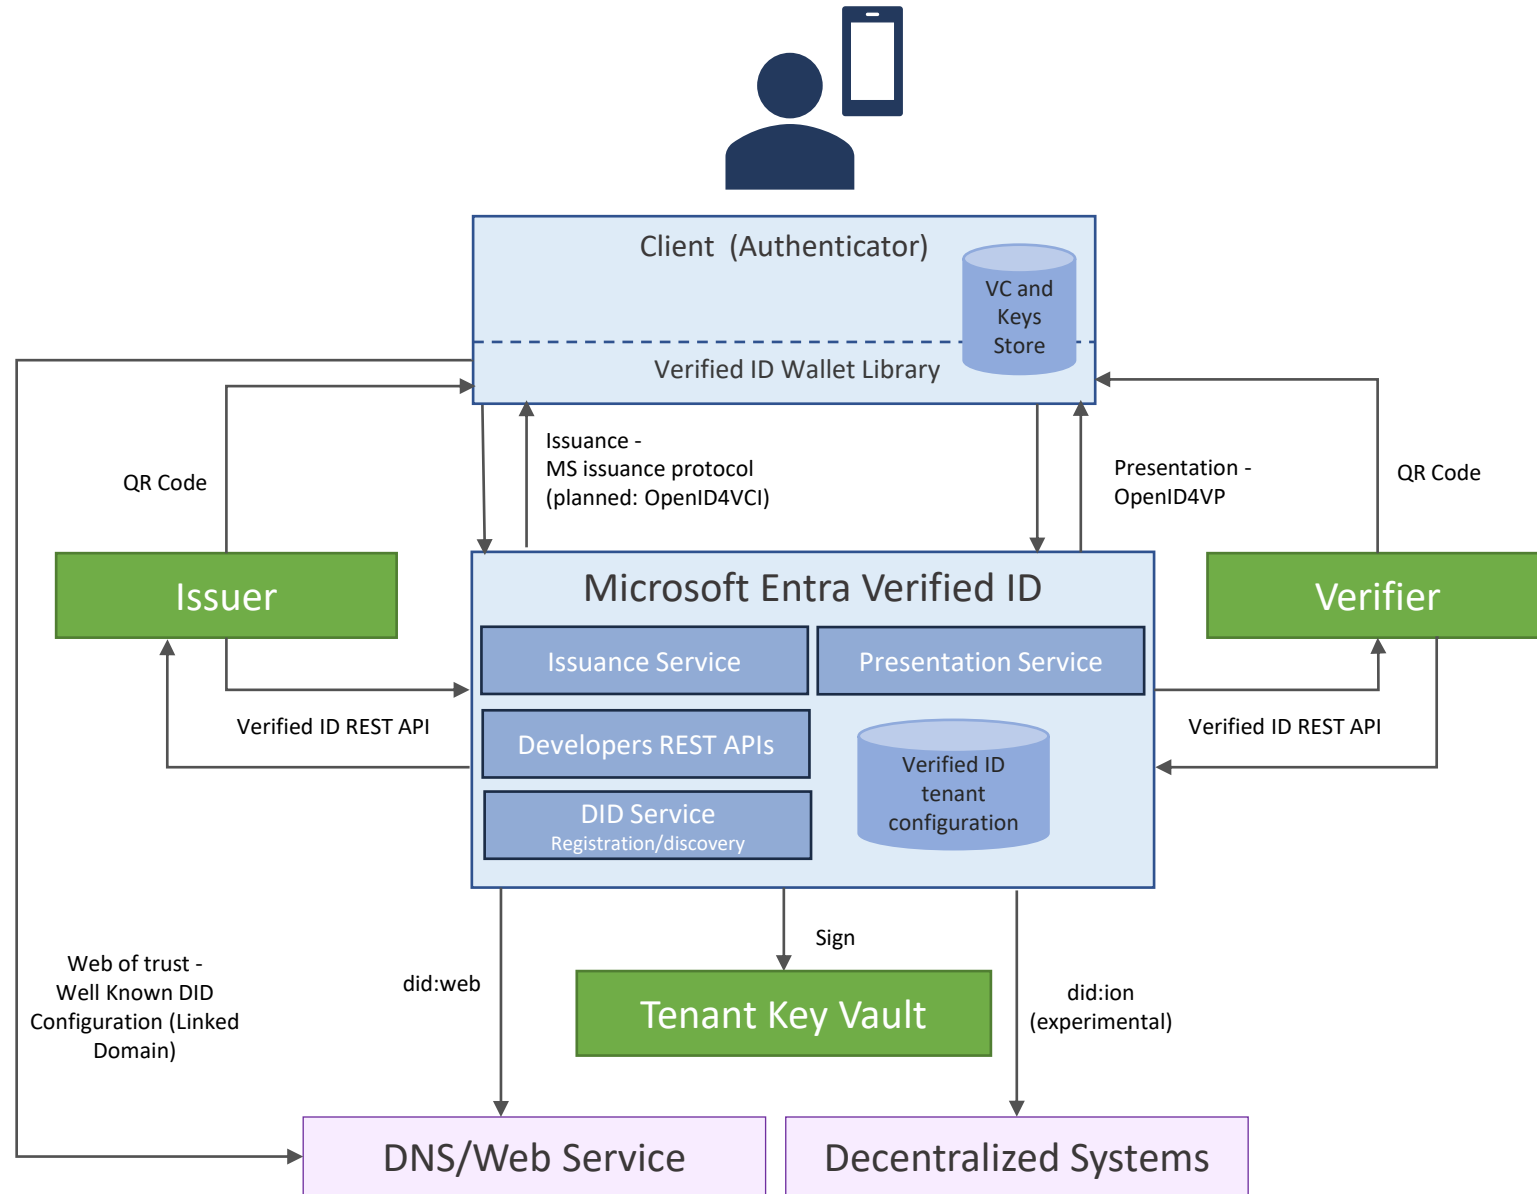 Client  (Authenticator)
VC and
Keys
Store
Verified ID Wallet Library
QR Code
Issuance -
MS issuance protocol
(planned: OpenID4VCI)
Presentation -
OpenID4VP
QR Code
Issuer
Microsoft Entra Verified ID
Verifier
Issuance Service
Presentation Service
Verified ID REST API
Developers REST APIs
Verified ID
tenant
configuration
Verified ID REST API
DID Service
Registration/discovery
Web of trust -
Well Known DID
Configuration (Linked
Domain)
did:web
Sign
Tenant Key Vault
did:ion
(experimental)
DNS/Web Service
Decentralized Systems